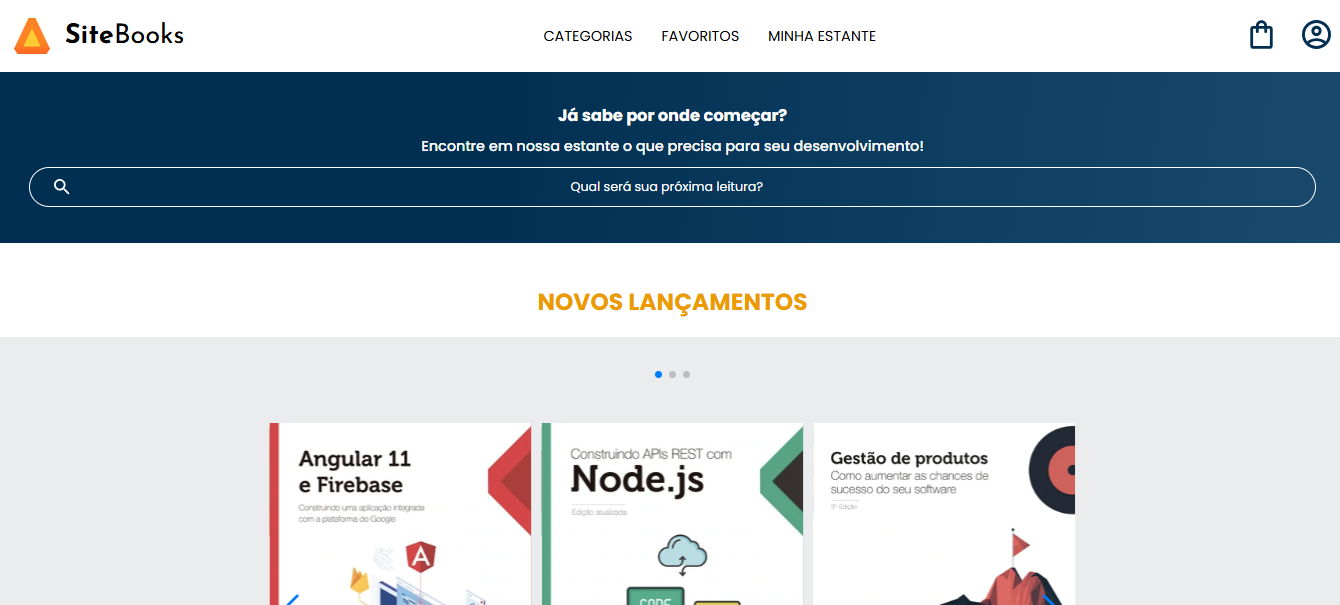 SiteBooks
CATEGORIAS FAVORITOS MINHA ESTANTE
Já sabe por onde começar?
Encontre em nossa estante o que precisa para seu desenvolvimento!
Qual será sua próxima leitura?
NOVOS LANÇAMENTOS
Angular 11
e Firebase
Construindo uma aplicação integrada
com a plataforma do Google
A
Construindo APIs REST com
Node.js
Edição atualizada
CODE
Gestão de produtos
Como aumentar as chances de
sucesso do seu software